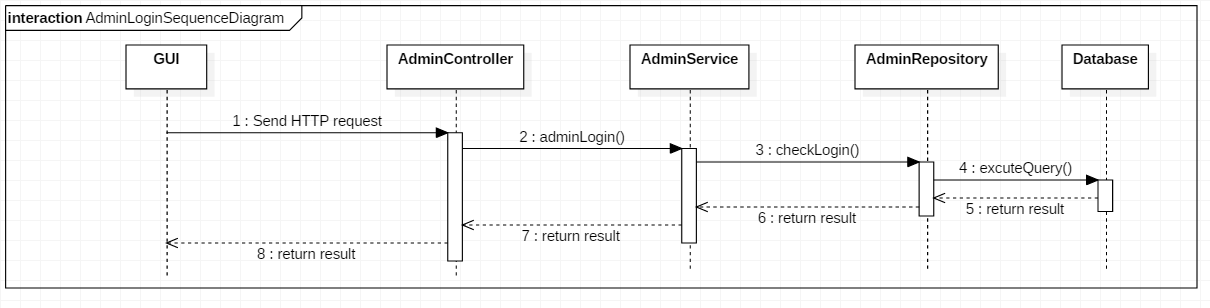 interaction AdminLoginSequenceDiagram
GUI
AdminController
AdminService
AdminRepository
Database
1 : Send HTTP request
2 : adminLogin()
3 : checkLogin()
4 : excuteQuery()
5 : return result
6 : return result
7 : return result
8 : return result